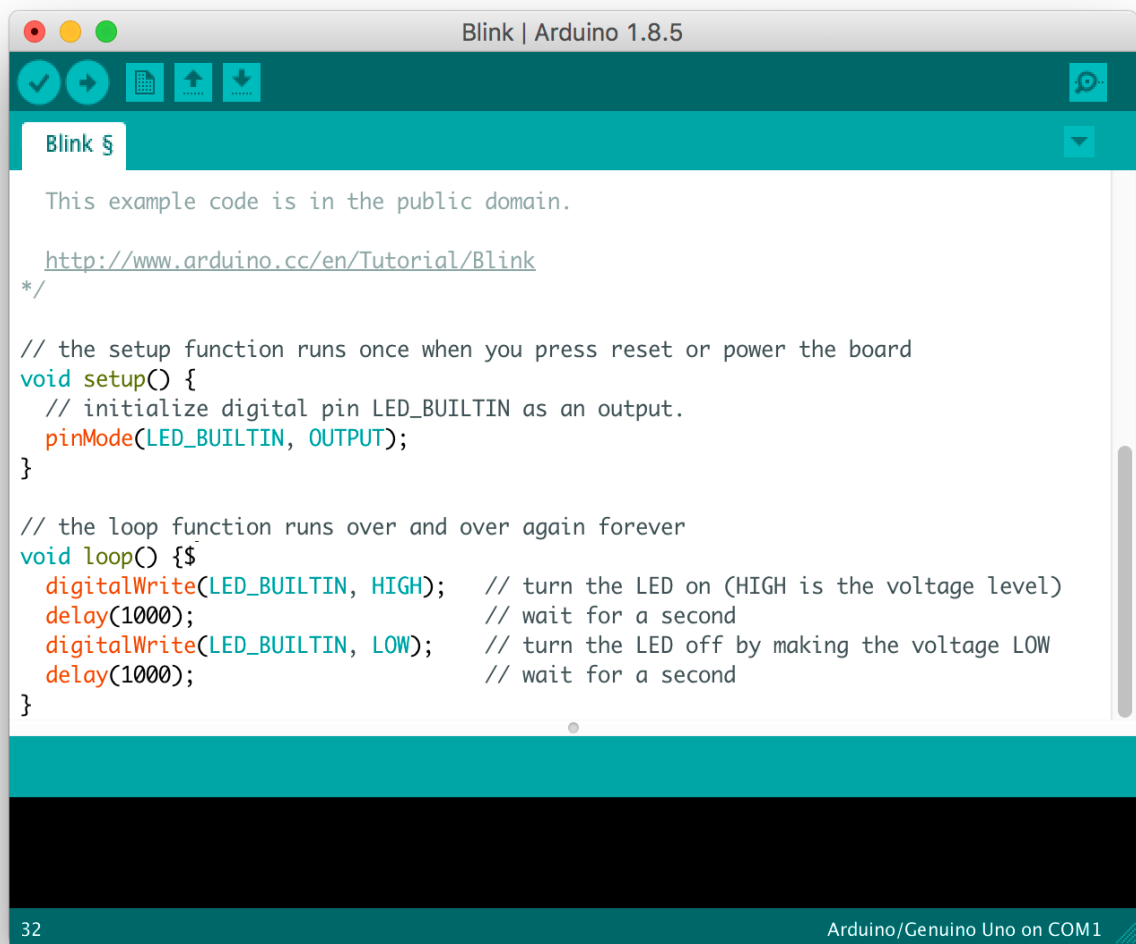 Blink | Arduino 1.8.5
Blink §
This example code is in the public domain.
http://www.arduino.cc/en/Tutorial/Blink
*/
// the setup function runs once when you press reset or power the board
void setup() {
  // initialize digital pin LED_BUILTIN as an output.
  pinMode(LED_BUILTIN, OUTPUT);
}
// the loop function runs over and over again forever
void loop() {$
  digitalWrite(LED_BUILTIN, HIGH);   // turn the LED on (HIGH is the voltage level)
  delay(1000);                       // wait for a second
  digitalWrite(LED_BUILTIN, LOW);    // turn the LED off by making the voltage LOW
  delay(1000);                       // wait for a second
}
32 Arduino/Genuino Uno on COM1